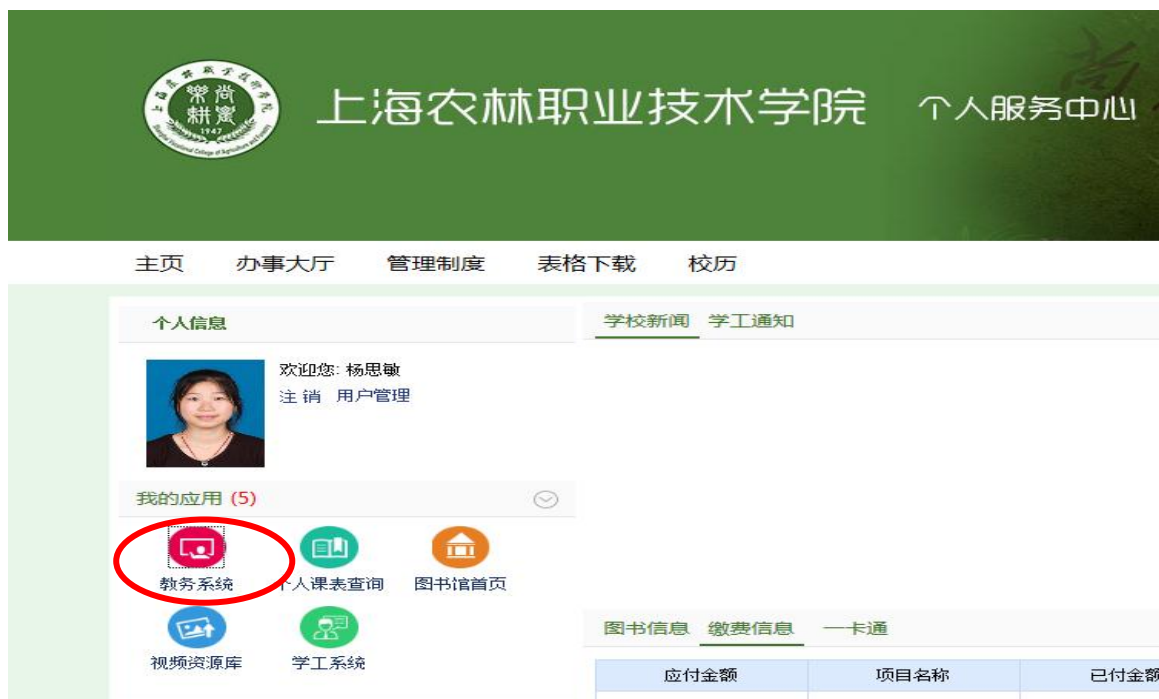 上海农林职业技术学院 个人服务中心
樂尚
耕農
1947
主页 办事大厅 管理制度 表格下载 校历
个人信息
学校新闻 学工通知
欢迎您: 杨思敏
注 销 用户管理
我的应用 (5)
教务系统 个人课表查询 图书馆首页
视频资源库 学工系统
图书信息 缴费信息 一卡通
应付金额 项目名称 已付金额